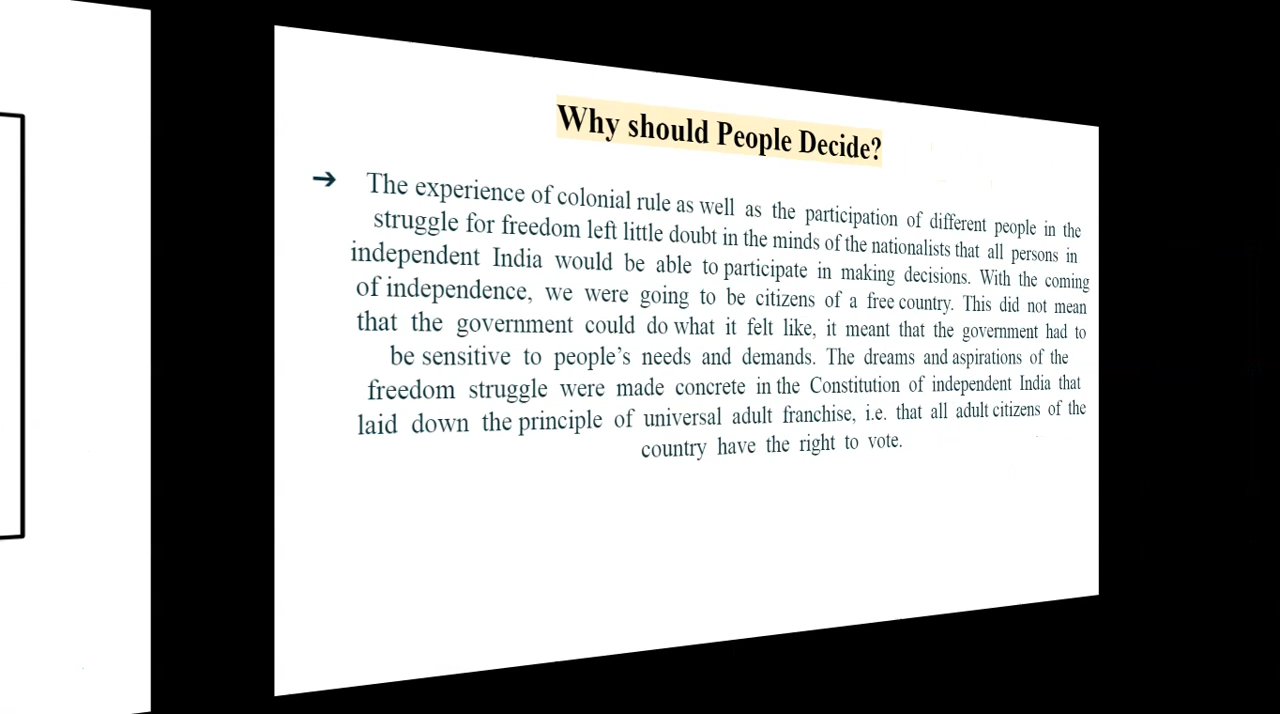 Why should People Decide?
➔ The experience of colonial rule as well as the participation of different people in the
struggle for freedom left little doubt in the minds of the nationalists that all persons in
independent India would be able to participate in making decisions. With the coming
of independence, we were going to be citizens of a free country. This did not mean
that the government could do what it felt like, it meant that the government had to
be sensitive to people’s needs and demands. The dreams and aspirations of the
freedom struggle were made concrete in the Constitution of independent India that
laid down the principle of universal adult franchise, i.e. that all adult citizens of the
country have the right to vote.